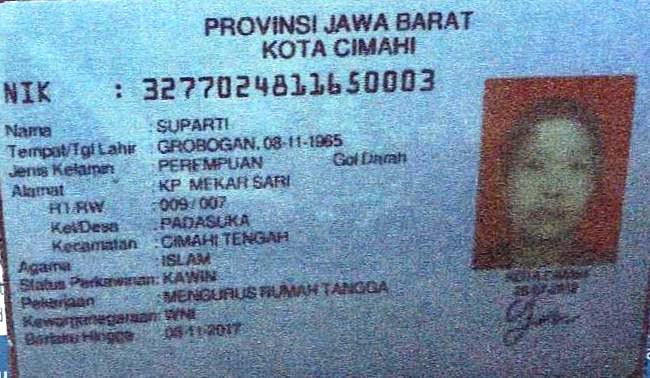 PROVINSI JAWA BARAT
KOTA CIMAHI
NIK : 3277024811650003
Nama : SUPARTI
Tempat/Tgl Lahir : GROBOGAN, 08-11-1965
Jenis Kelamin : PEREMPUAN Gol Darah
Alamat : KP MEKAR SARI
RT/RW : 009/007
Kel/Desa : PADASUKA
Kecamatan : CIMAHI TENGAH
Agama : ISLAM
Status Perkawinan: KAWIN
Pekerjaan : MENGURUS RUMAH TANGGA
Kewarganegaraan: WNI
Berlaku Hingga : 08-11-2017
KOTA CIMAHI